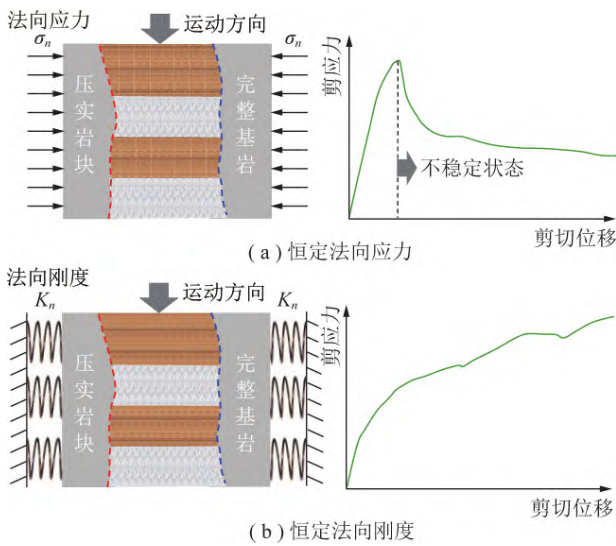 法向应力
σn
运动方向
σn
压实岩块
完整基岩
剪应力
不稳定状态
剪切位移
(a)恒定法向应力
法向刚度
Kn
运动方向
Kn
压实岩块
完整基岩
剪应力
剪切位移
(b)恒定法向刚度